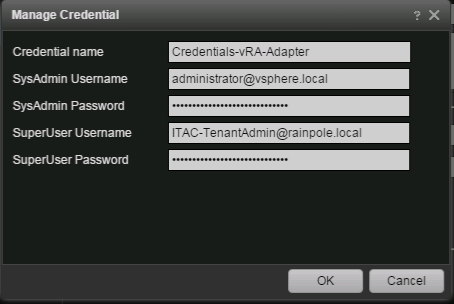 Manage Credential ? ✕
Credential name Credentials-vRA-Adapter
SysAdmin Username administrator@vsphere.local
SysAdmin Password ••••••••••••••••••••••••••••••
SuperUser Username ITAC-TenantAdmin@rainpole.local
SuperUser Password ••••••••••••••••••••••••••••••
OK Cancel